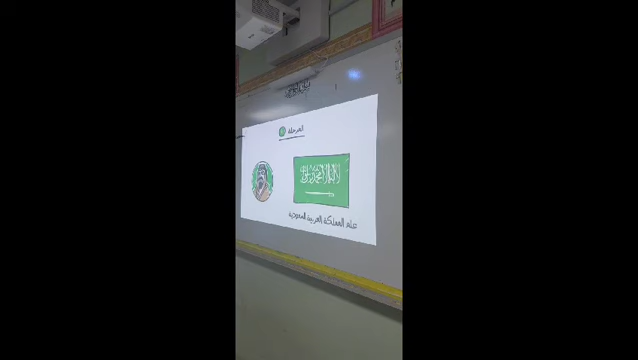 المرحلة
لا إله إلا الله محمد رسول الله
علم المملكة العربية السعودية